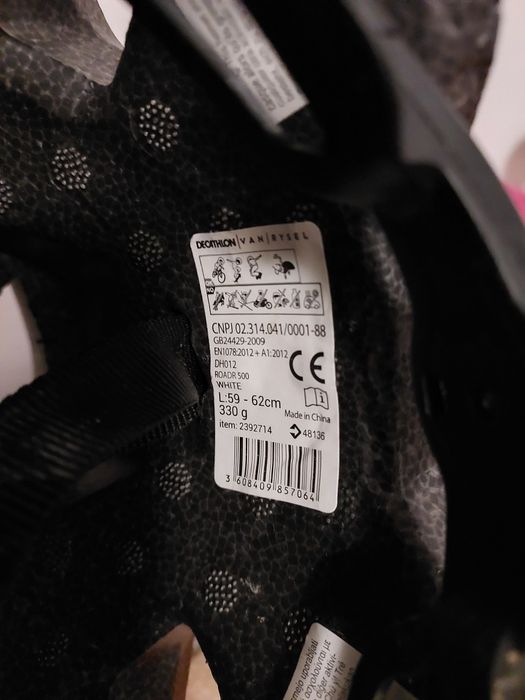 DECATHLON | VAN | RYSEL
CNPJ 02.314.041/0001-88
GB24429-2009
EN1078:2012 + A1:2012
DH012
ROADR 500
WHITE
CE
L:59 - 62cm
330 g
Made in China
item: 2392714
48136
3 608409 857064